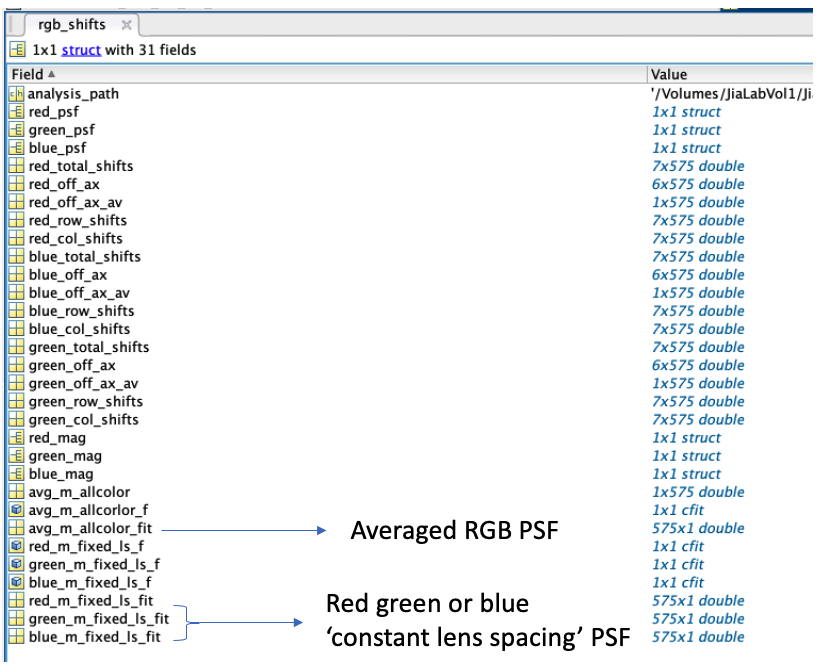 rgb_shifts
1x1 struct with 31 fields
Field Value
analysis_path '/Volumes/JiaLabVol1/Ji
red_psf 1x1 struct
green_psf 1x1 struct
blue_psf 1x1 struct
red_total_shifts 7x575 double
red_off_ax 6x575 double
red_off_ax_av 1x575 double
red_row_shifts 7x575 double
red_col_shifts 7x575 double
blue_total_shifts 7x575 double
blue_off_ax 6x575 double
blue_off_ax_av 1x575 double
blue_row_shifts 7x575 double
blue_col_shifts 7x575 double
green_total_shifts 7x575 double
green_off_ax 6x575 double
green_off_ax_av 1x575 double
green_row_shifts 7x575 double
green_col_shifts 7x575 double
red_mag 1x1 struct
green_mag 1x1 struct
blue_mag 1x1 struct
avg_m_allcolor 1x575 double
avg_m_allcorlor_f 1x1 cfit
avg_m_allcolor_fit Averaged RGB PSF 575x1 double
red_m_fixed_ls_f 1x1 cfit
green_m_fixed_ls_f 1x1 cfit
blue_m_fixed_ls_f 1x1 cfit
red_m_fixed_ls_fit Red green or blue 575x1 double
green_m_fixed_ls_fit 575x1 double
blue_m_fixed_ls_fit 'constant lens spacing' PSF 575x1 double